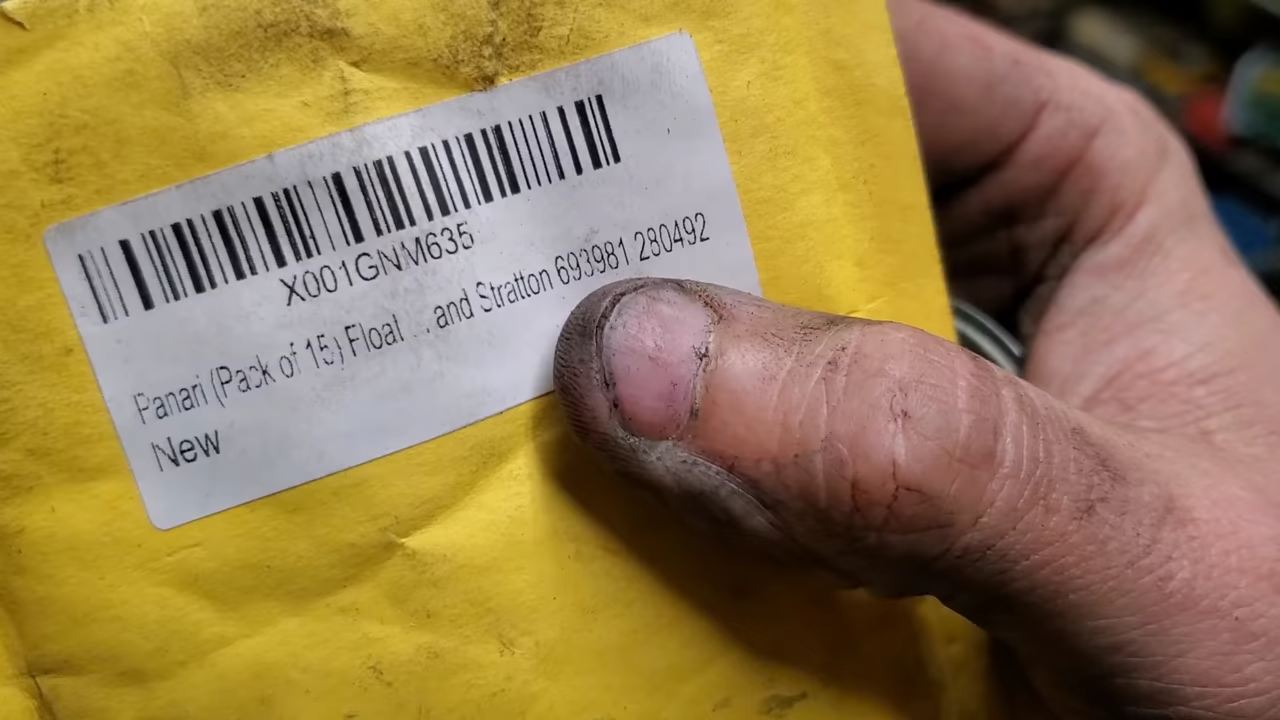 X001GNM635
Panari (Pack of 15) Float ... and Stratton 693981 280492
New